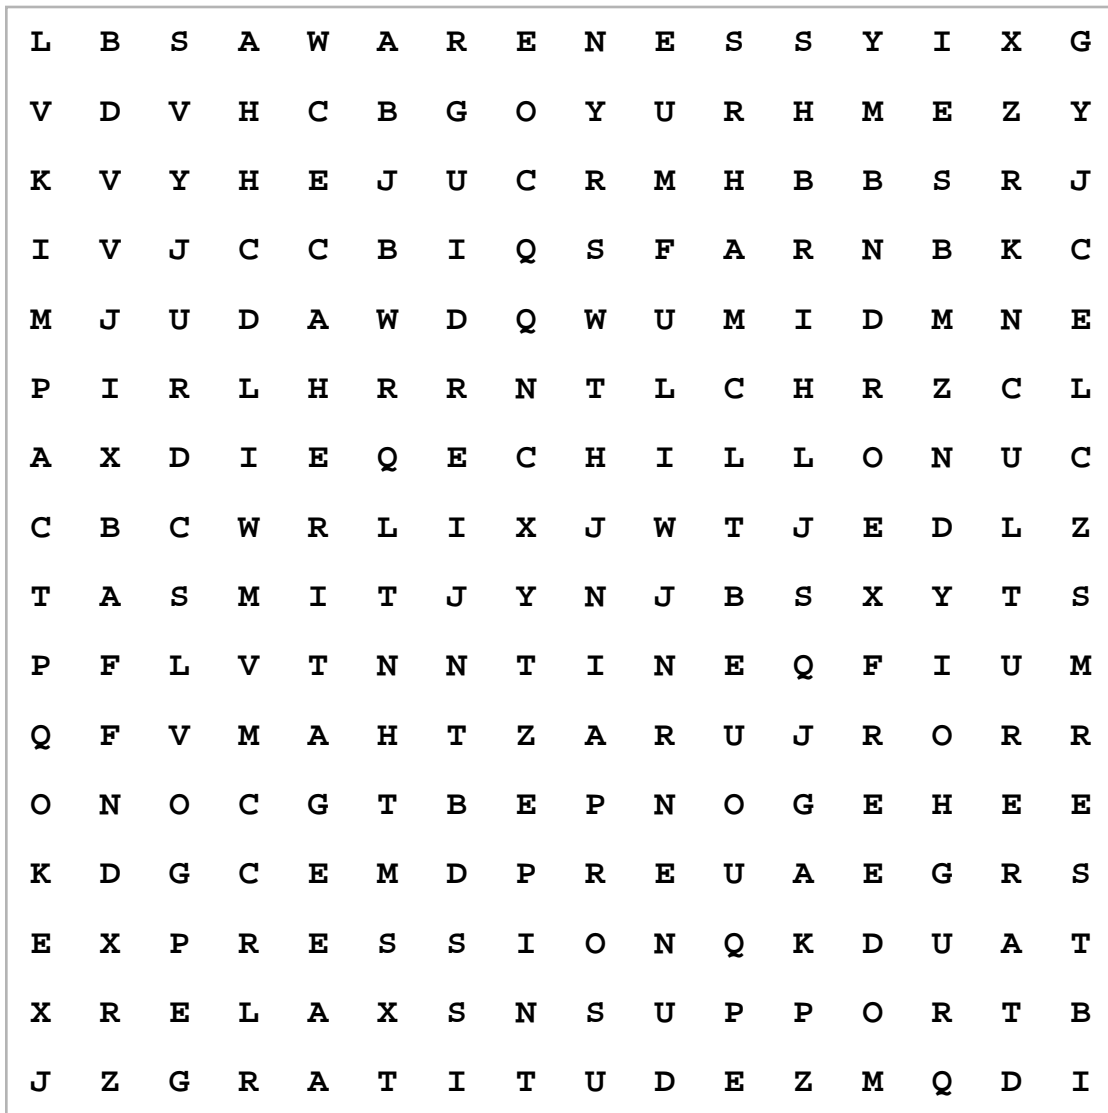 L B S A W A R E N E S S Y I X G
V D V H C B G O Y U R H M E Z Y
K V Y H E J U C R M H B B S R J
I V J C C B I Q S F A R N B K C
M J U D A W D Q W U M I D M N E
P I R L H R R N T L C H R Z C L
A X D I E Q E C H I L L O N U C
C B C W R L I X J W T J E D L Z
T A S M I T J Y N J B S X Y T S
P F L V T N N T I N E Q F I U M
Q F V M A H T Z A R U J R O R R
O N O C G T B E P N O G E H E E
K D G C E M D P R E U A E G R S
E X P R E S S I O N Q K D U A T
X R E L A X S N S U P P O R T B
J Z G R A T I T U D E Z M Q D I